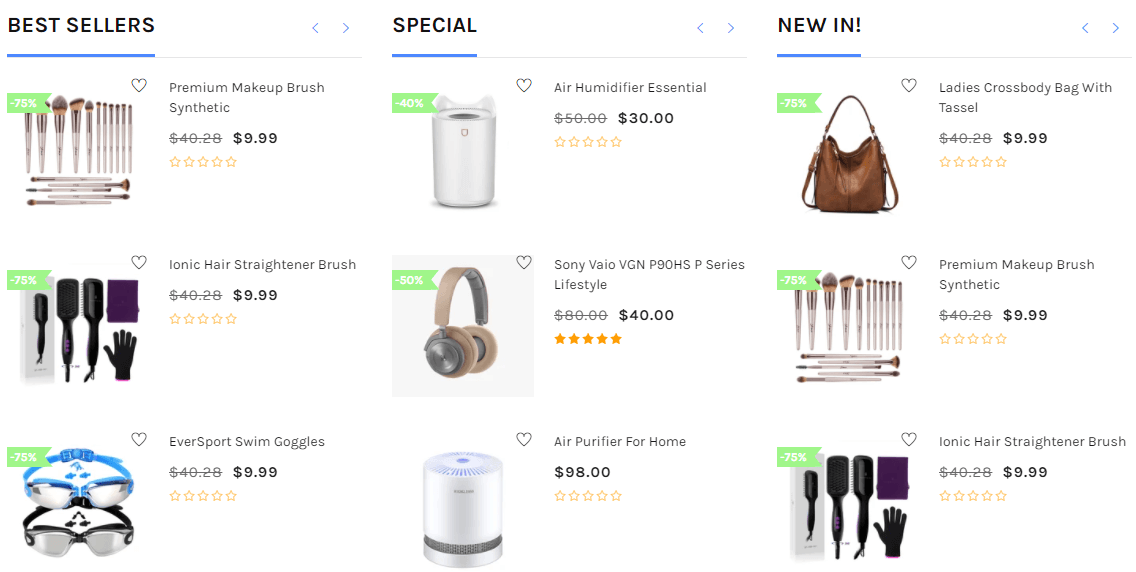 BEST SELLERS
-75%
Premium Makeup Brush
Synthetic
$40.28 $9.99
-75%
Ionic Hair Straightener Brush
$40.28 $9.99
-75%
EverSport Swim Goggles
$40.28 $9.99
SPECIAL
-40%
Air Humidifier Essential
$50.00 $30.00
-50%
Sony Vaio VGN P90HS P Series
Lifestyle
$80.00 $40.00
Air Purifier For Home
$98.00
NEW IN!
-75%
Ladies Crossbody Bag With
Tassel
$40.28 $9.99
-75%
Premium Makeup Brush
Synthetic
$40.28 $9.99
-75%
Ionic Hair Straightener Brush
$40.28 $9.99